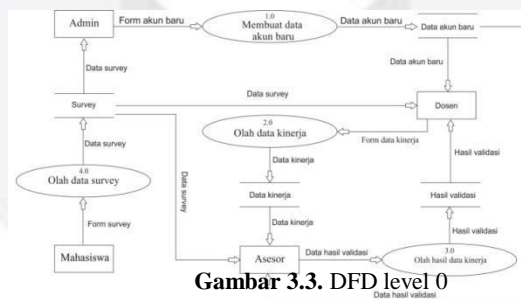 Admin
Form akun baru
1.0
Membuat data
akun baru
Data akun baru
Data akun baru
Data survey
Data akun baru
Survey
Data survey
Dosen
2.0
Olah data kinerja
Form data kinerja
Data survey
Data kinerja
Hasil validasi
4.0
Olah data survey
Data survey
Data kinerja
Hasil validasi
Form survey
Data kinerja
Hasil validasi
Mahasiswa
Asesor
Data hasil validasi
3.0
Olah hasil data kinerja
Gambar 3.3. DFD level 0
Data hasil validasi